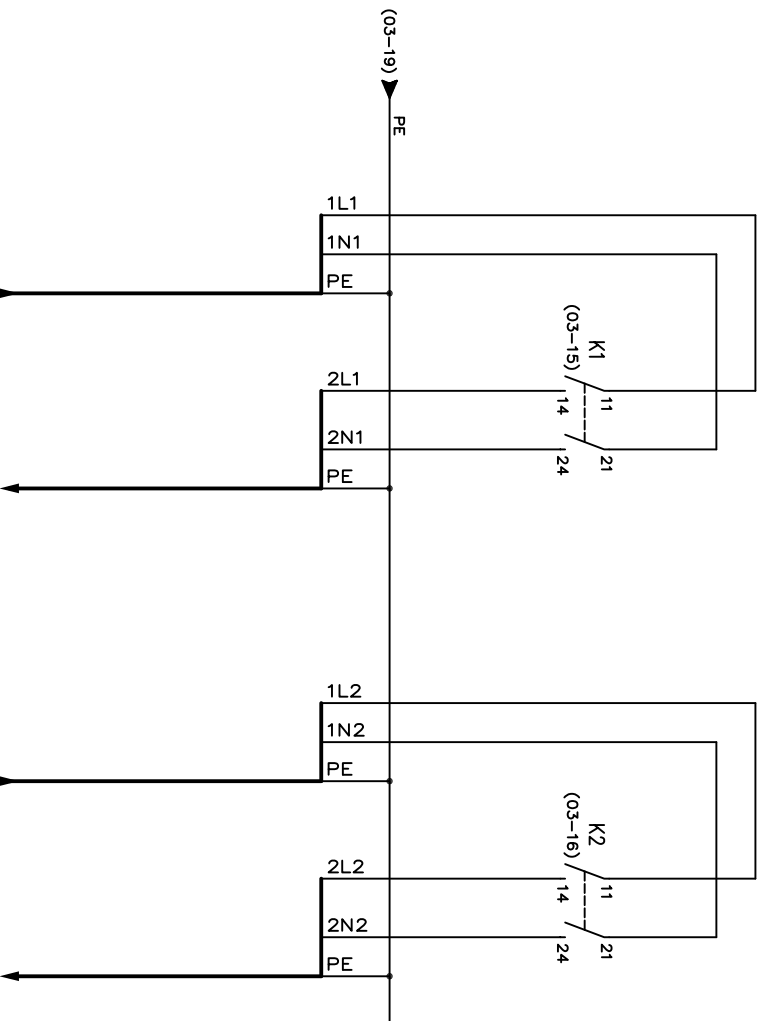 (03-19)
PE
1L1
1N1
PE
K1
(03-15)
11
14
21
24
2L1
2N1
PE
1L2
1N2
PE
K2
(03-16)
11
14
21
24
2L2
2N2
PE